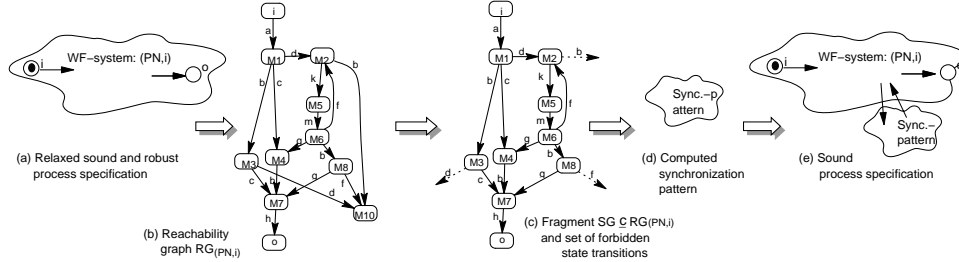 WF-system: (PN,i)
i
o
(a) Relaxed sound and robust
process specification
i
a
M1
d
M2
b
c
k
b
M5
f
m
M6
g
b
M3
M4
M8
c
b
g
f
d
M7
M10
h
o
(b) Reachability
graph RG(PN,i)
i
a
M1
d
M2
b
b
c
k
M5
f
m
M6
g
b
M3
M4
M8
d
c
b
g
f
M7
h
o
(c) Fragment SG ⊆ RG(PN,i)
and set of forbidden
state transitions
Sync.-p
attern
(d) Computed
synchronization
pattern
WF-system: (PN,i)
i
Sync.-
pattern
(e) Sound
process specification